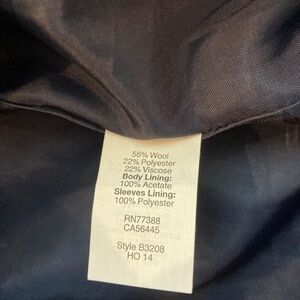 56% Wool
22% Polyester
22% Viscose
Body Lining:
100% Acetate
Sleeves Lining:
100% Polyester
RN77388
CA56445
Style B3208
HO 14